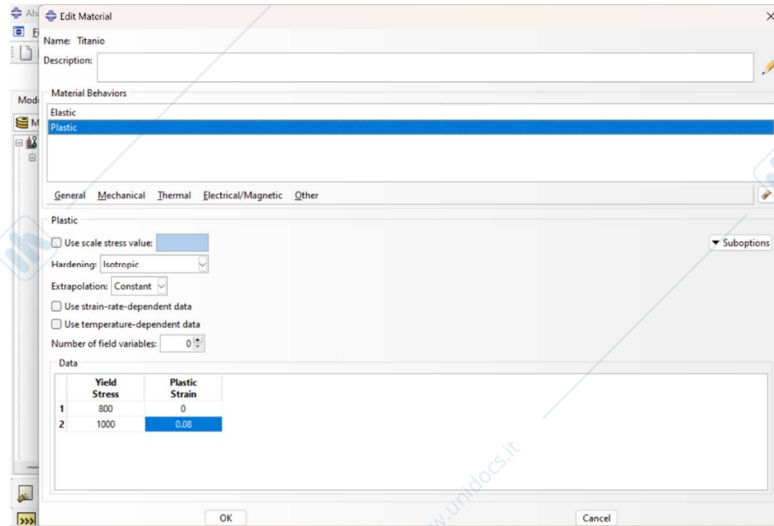 Ab
Edit Material
Name: Titanio
Description:
Mod
Material Behaviors
Elastic
M
Plastic
General Mechanical Thermal Electrical/Magnetic Other
Plastic
Use scale stress value:
Suboptions
Hardening: Isotropic
Extrapolation: Constant
Use strain-rate-dependent data
Use temperature-dependent data
Number of field variables: 0
Data
Yield Stress Plastic Strain
1 800 0
2 1000 0.08
www.unidocs.it
OK Cancel
>>>